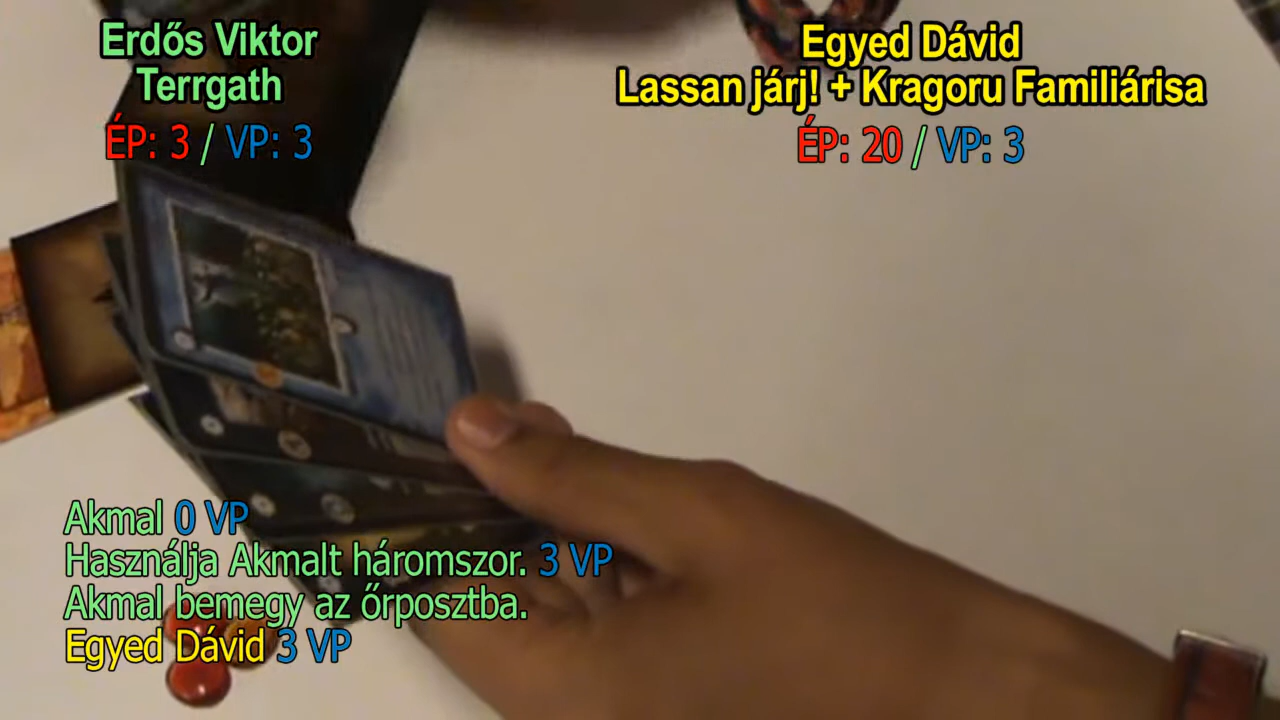 Erdős Viktor
Terrgath
ÉP: 3 / VP: 3
Egyed Dávid
Lassan járj! + Kragoru Familiárisa
ÉP: 20 / VP: 3
Akmal 0 VP
Használja Akmalt háromszor. 3 VP
Akmal bemegy az őrposztba.
Egyed Dávid 3 VP